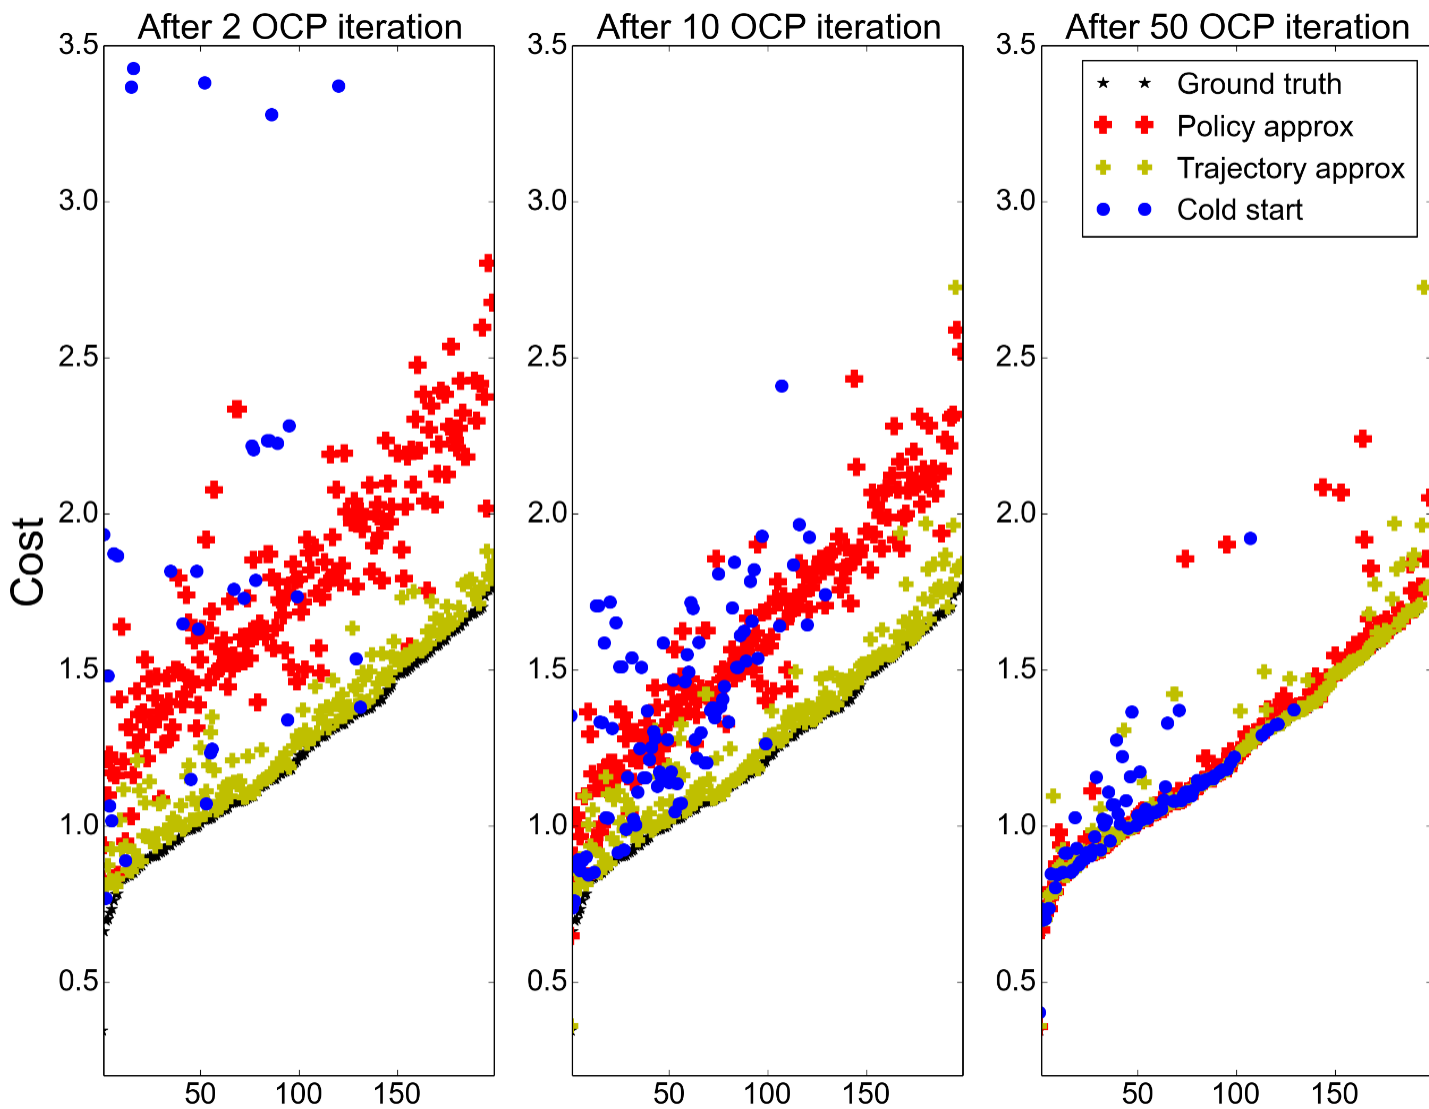 After 2 OCP iteration
After 10 OCP iteration
After 50 OCP iteration
Cost
3.5
3.0
2.5
2.0
1.5
1.0
0.5
50 100 150
3.5
3.0
2.5
2.0
1.5
1.0
0.5
50 100 150
3.5
3.0
2.5
2.0
1.5
1.0
0.5
50 100 150
Ground truth
Policy approx
Trajectory approx
Cold start